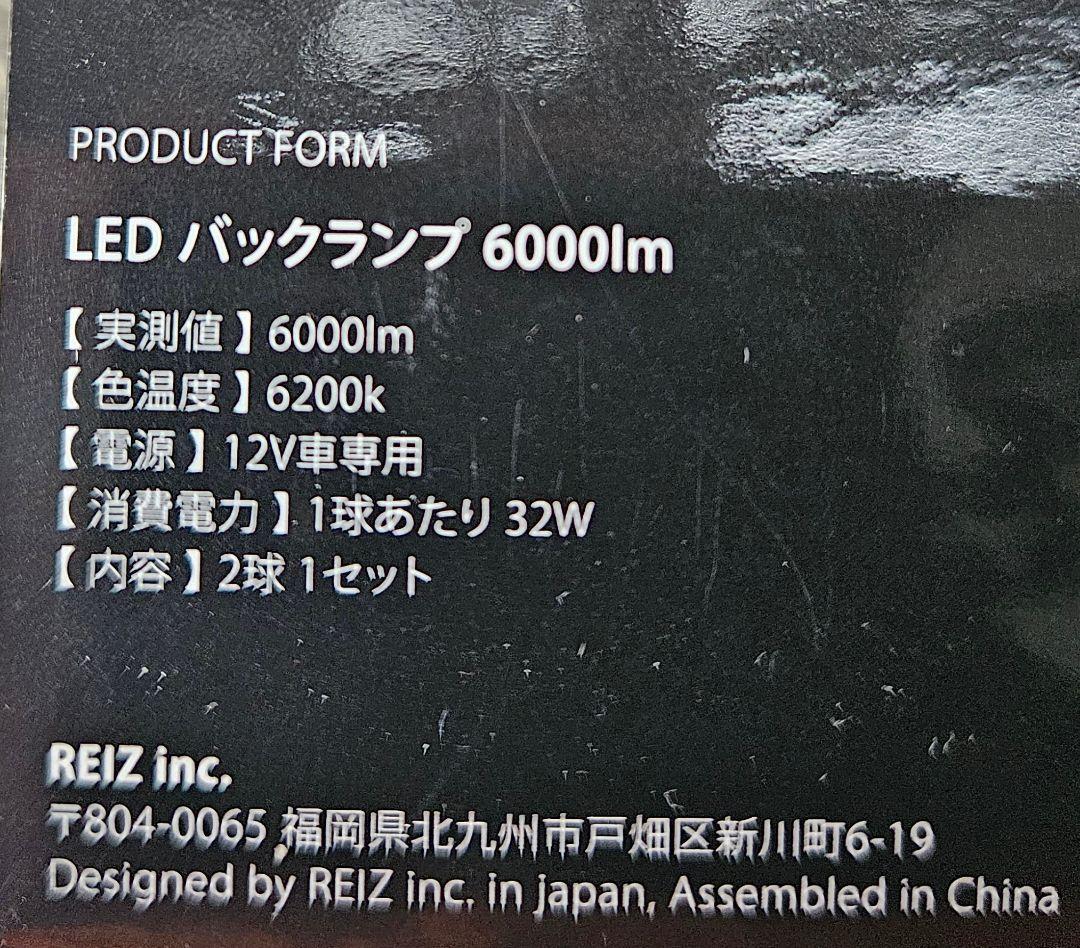 PRODUCT FORM
LED バックランプ 6000lm
【 実測値 】 6000lm
【 色温度 】 6200k
【 電源 】 12V車専用
【 消費電力 】 1球あたり 32W
【 内容 】 2球 1セット
REIZ inc.
〒804-0065 福岡県北九州市戸畑区新川町6-19
Designed by REIZ inc. in japan, Assembled in China